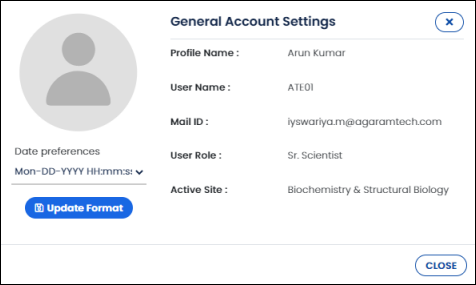 General Account Settings
Profile Name : Arun Kumar
User Name : ATE01
Mail ID : iyswariya.m@agaramtech.com
User Role : Sr. Scientist
Active Site : Biochemistry & Structural Biology
Date preferences
Mon-DD-YYYY HH:mm:s
Update Format
CLOSE